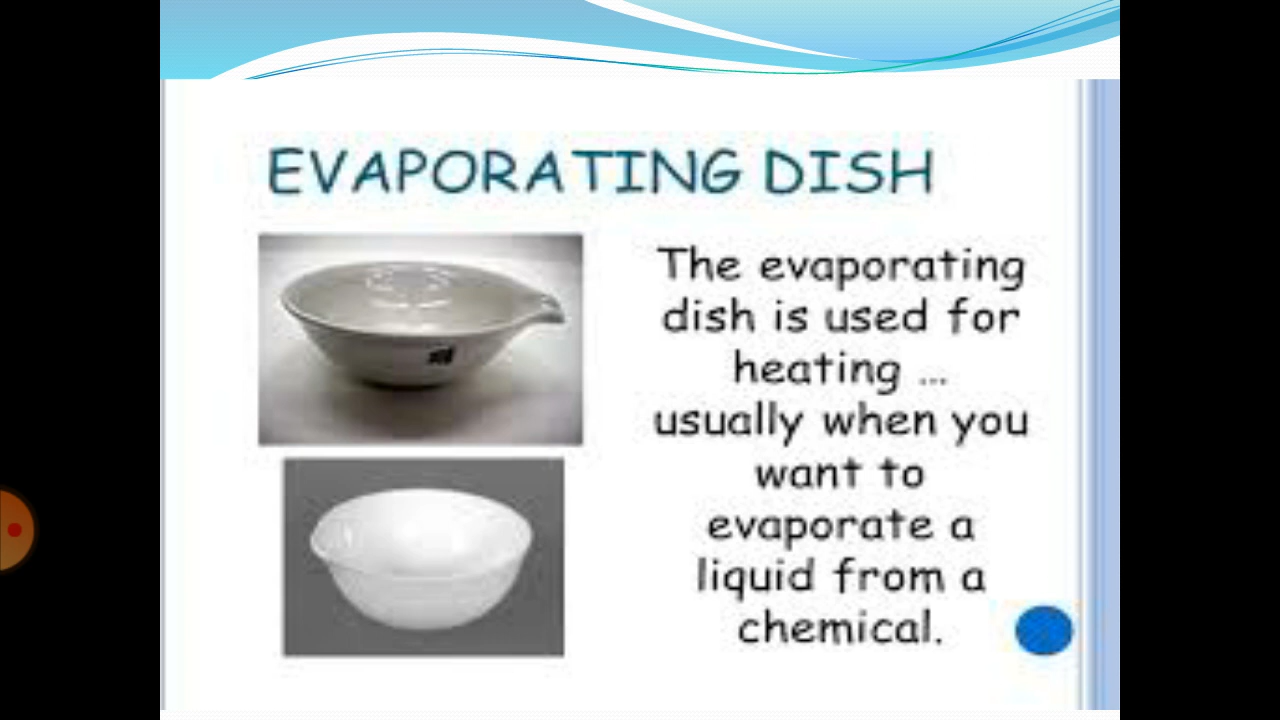 EVAPORATING DISH
The evaporating
dish is used for
heating ...
usually when you
want to
evaporate a
liquid from a
chemical.